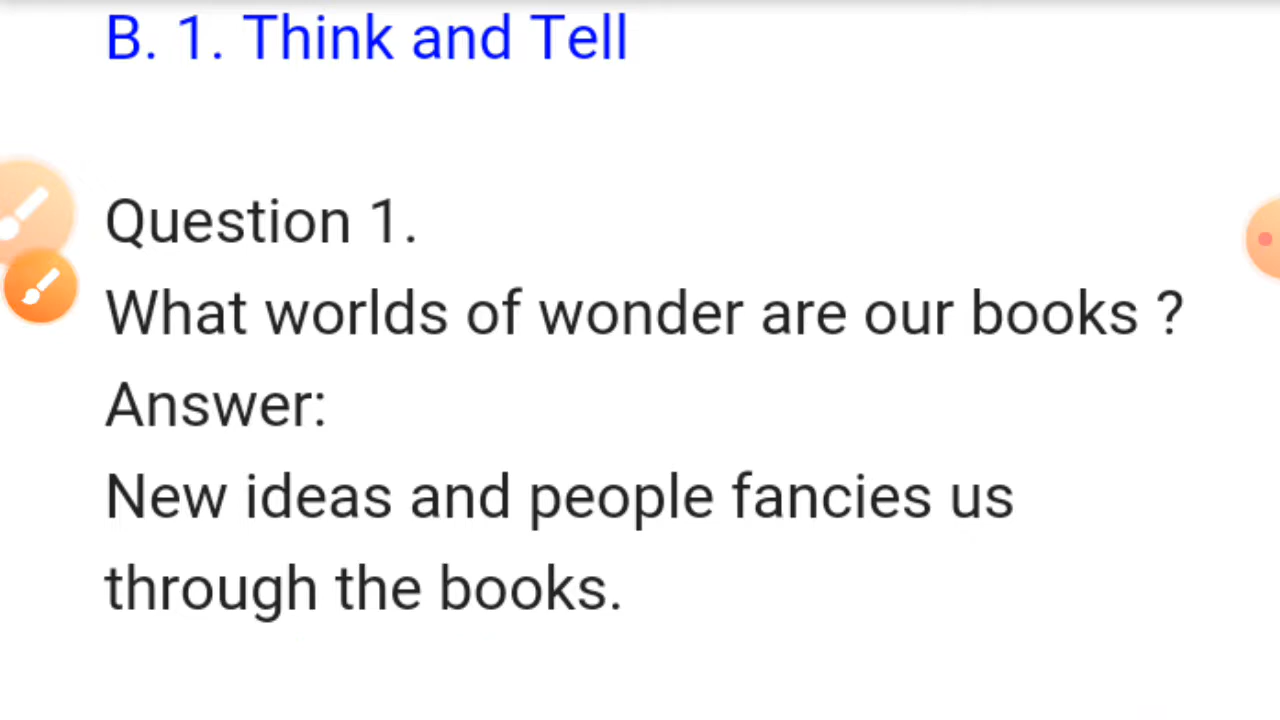 B. 1. Think and Tell
Question 1.
What worlds of wonder are our books ?
Answer:
New ideas and people fancies us
through the books.